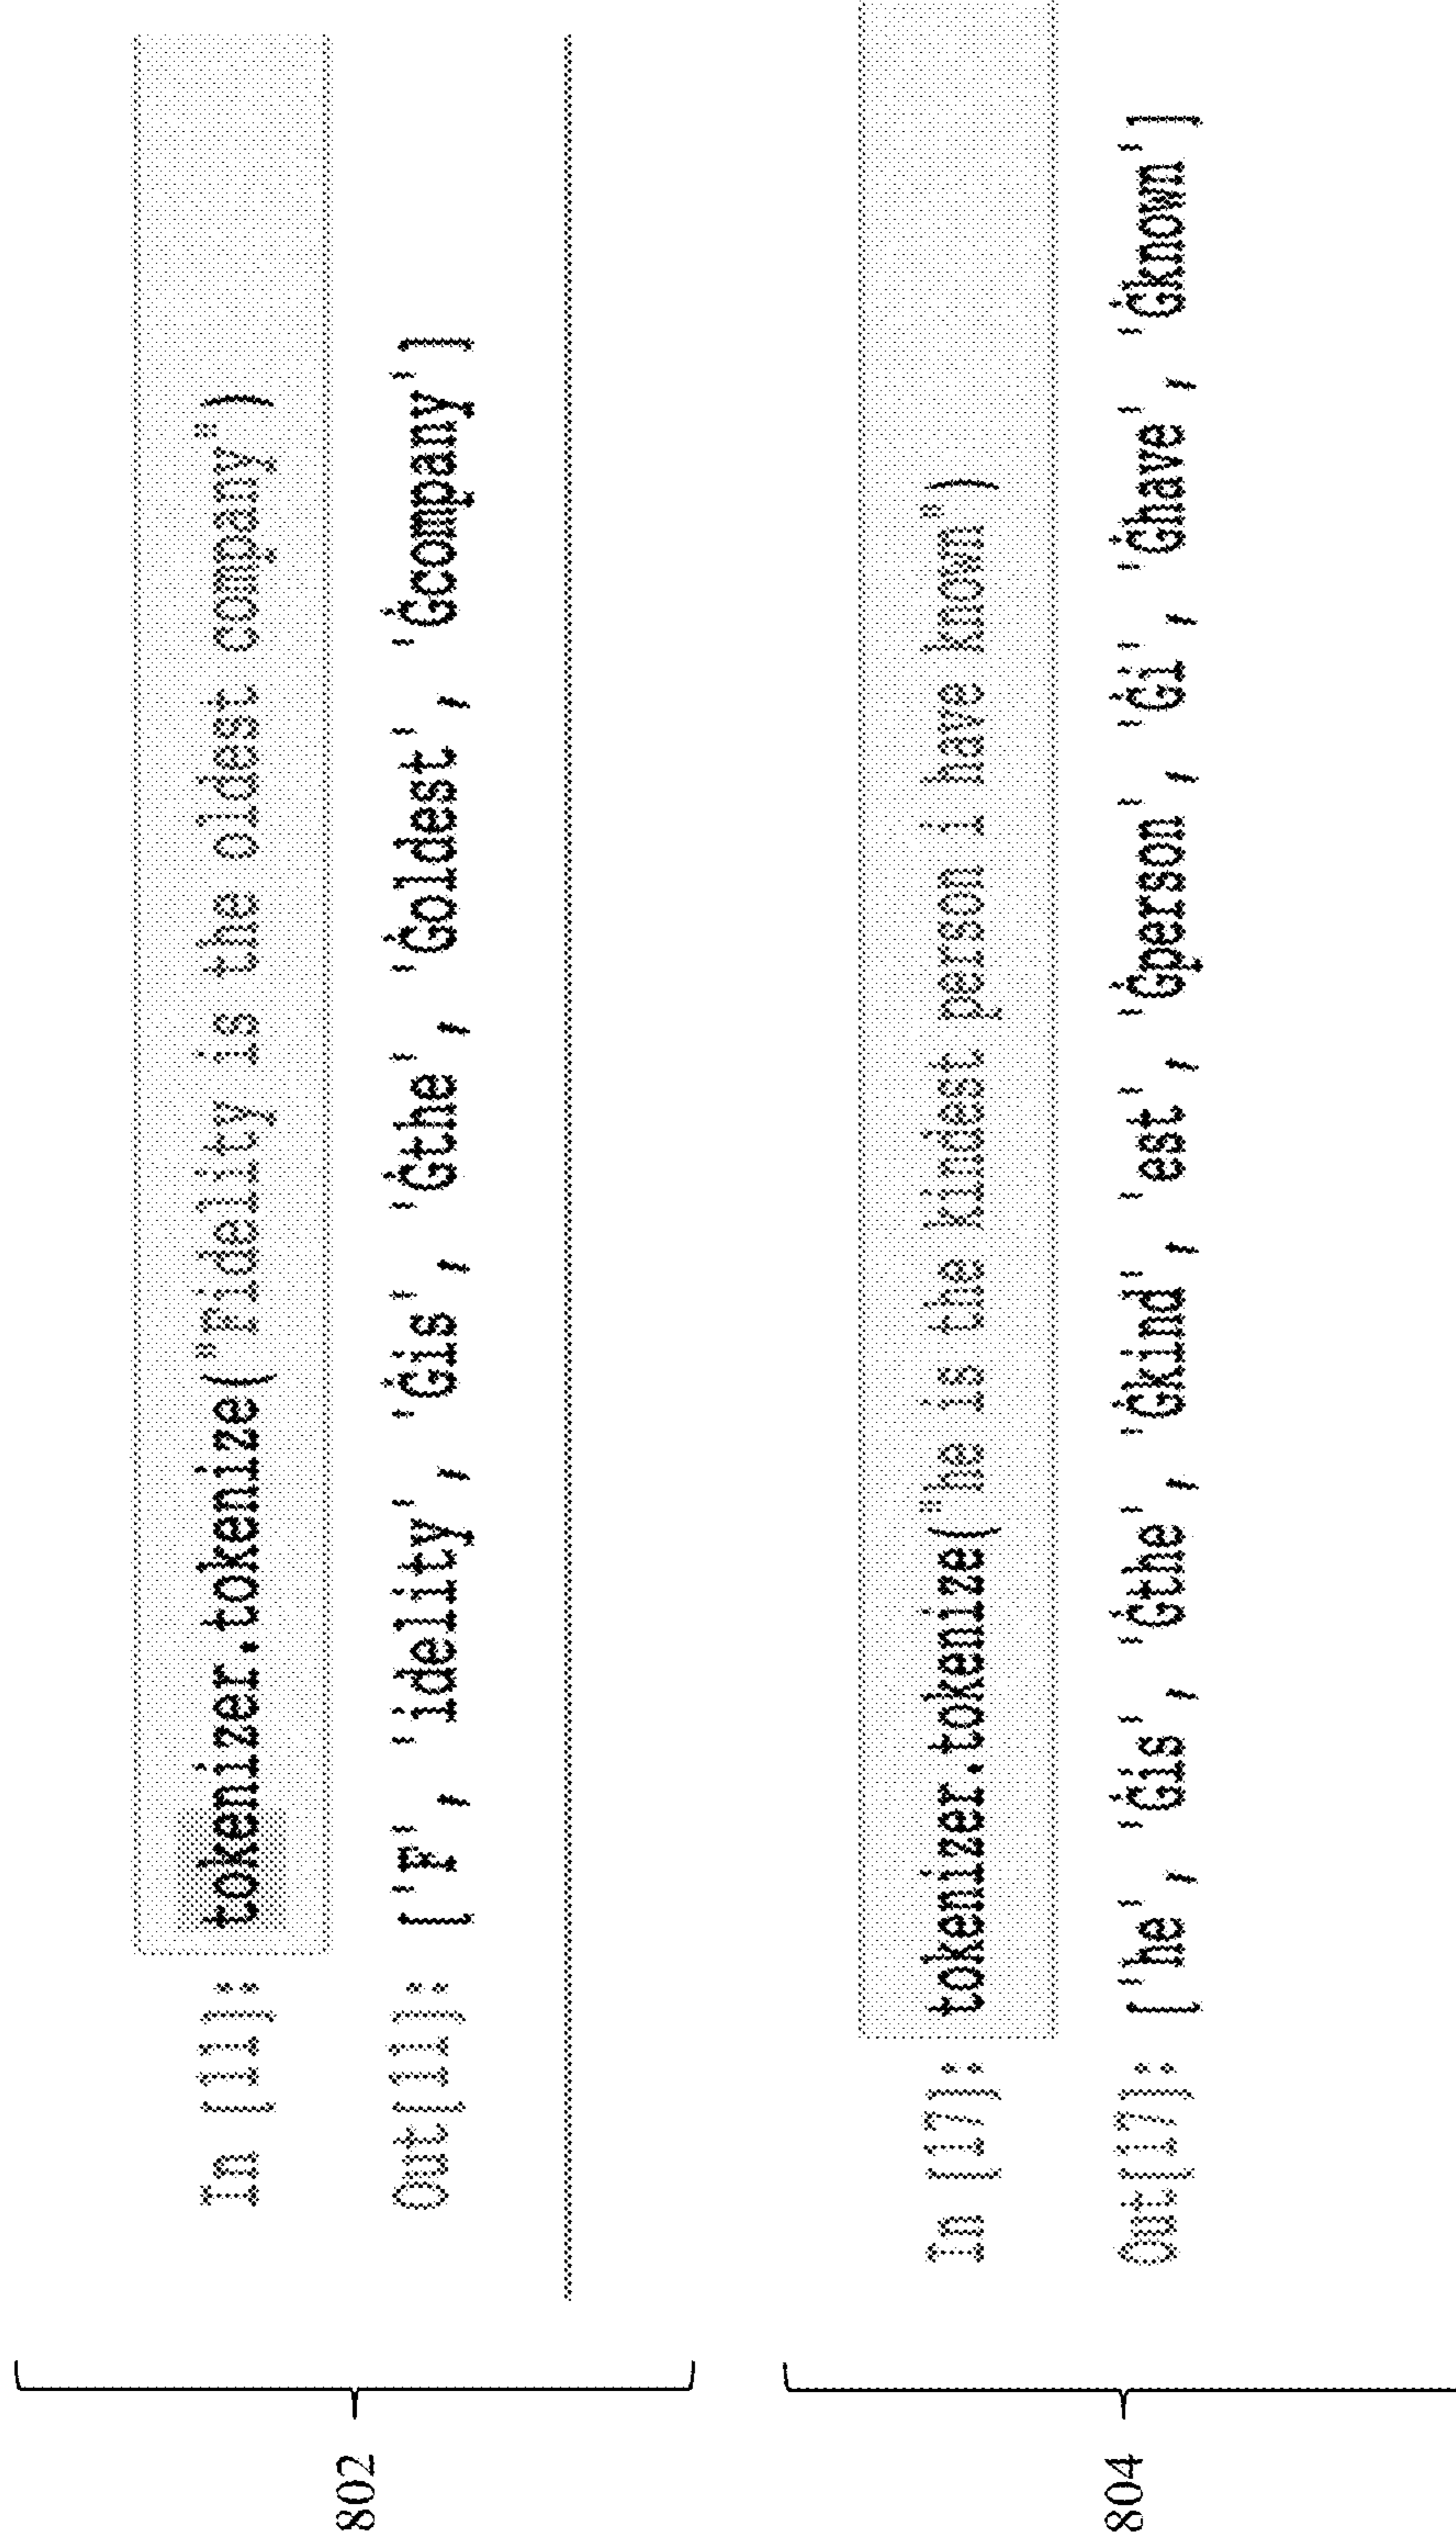 802
In [11]: tokenizer.tokenize("Fidelity is the oldest company")
Out[11]: ['F', 'idelity', 'Ġis', 'Ġthe', 'Ġoldest', 'Ġcompany']
804
In [17]: tokenizer.tokenize("he is the kindest person i have known")
Out[17]: ['he', 'Ġis', 'Ġthe', 'Ġkind', 'est', 'Ġperson', 'Ġi', 'Ġhave', 'Ġknown']